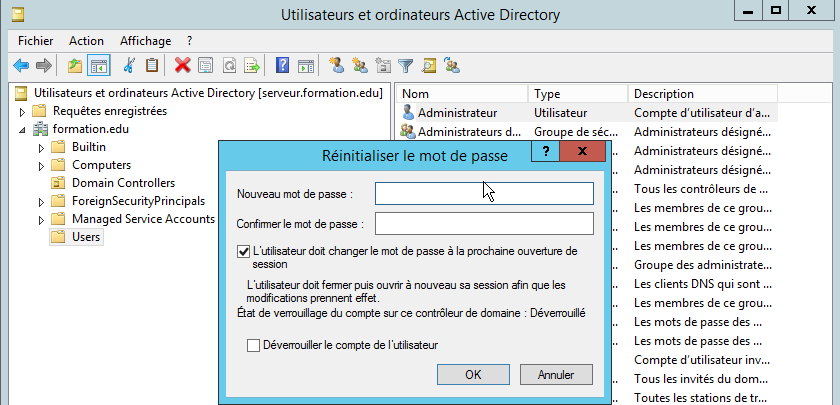 Utilisateurs et ordinateurs Active Directory
Fichier Action Affichage ?
Utilisateurs et ordinateurs Active Directory [serveur.formation.edu]
Requêtes enregistrées
formation.edu
Builtin
Computers
Domain Controllers
ForeignSecurityPrincipals
Managed Service Accounts
Users
Nom Type Description
Administrateur Utilisateur Compte d'utilisateur d'a...
Administrateurs d... Groupe de séc... Administrateurs désigné...
Administrateurs désigné...
Administrateurs désigné...
Tous les contrôleurs de ...
Les membres de ce grou...
Les membres de ce grou...
Les membres de ce grou...
Groupe des administrate...
Les clients DNS qui sont ...
Les membres de ce grou...
Les mots de passe des ...
Les mots de passe des ...
Compte d'utilisateur inv...
Tous les invités du dom...
Toutes les stations de tr...
Réinitialiser le mot de passe
?
Nouveau mot de passe :
Confirmer le mot de passe :
L'utilisateur doit changer le mot de passe à la prochaine ouverture de
session
L'utilisateur doit fermer puis ouvrir à nouveau sa session afin que les
modifications prennent effet.
État de verrouillage du compte sur ce contrôleur de domaine : Déverrouillé
Déverrouiller le compte de l'utilisateur
OK Annuler